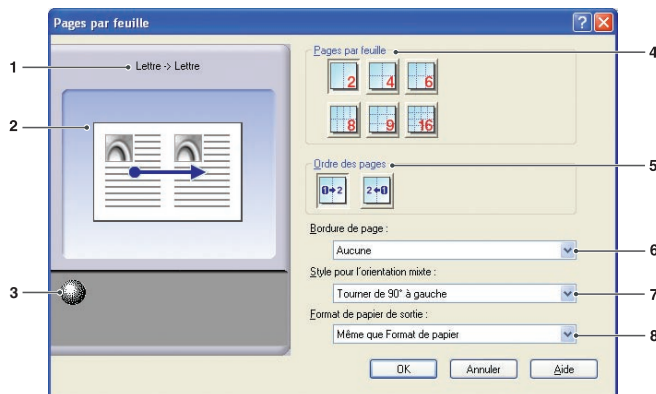 Pages par feuille
1
Lettre -> Lettre
2
3
Pages par feuille
4
2
4
6
8
9
16
Ordre des pages
5
1→2
2←1
Bordure de page :
Aucune
6
Style pour l'orientation mixte :
Tourner de 90° à gauche
7
Format de papier de sortie :
Même que Format de papier
8
OK
Annuler
Aide